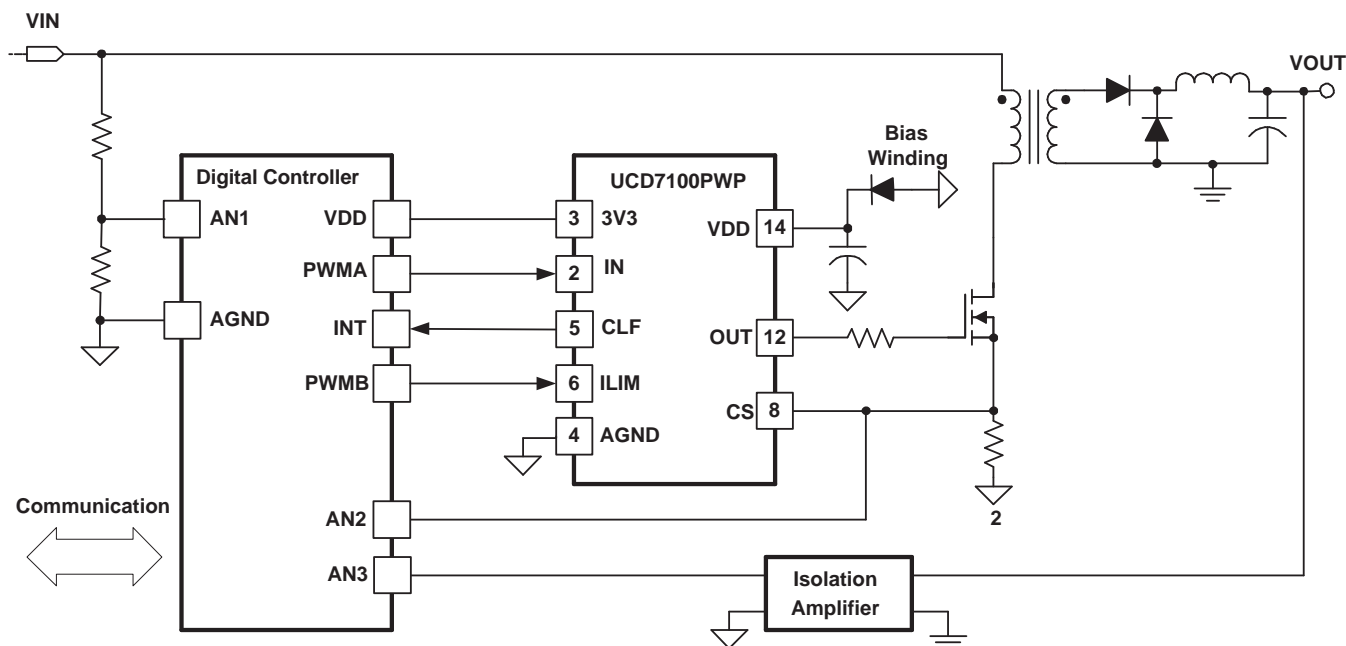 VIN
VOUT
Bias
Winding
Digital Controller
UCD7100PWP
AN1
VDD
3
3V3
VDD
14
PWMA
2
IN
AGND
INT
5
CLF
OUT
12
PWMB
6
ILIM
CS
8
4
AGND
Communication
AN2
2
AN3
Isolation
Amplifier